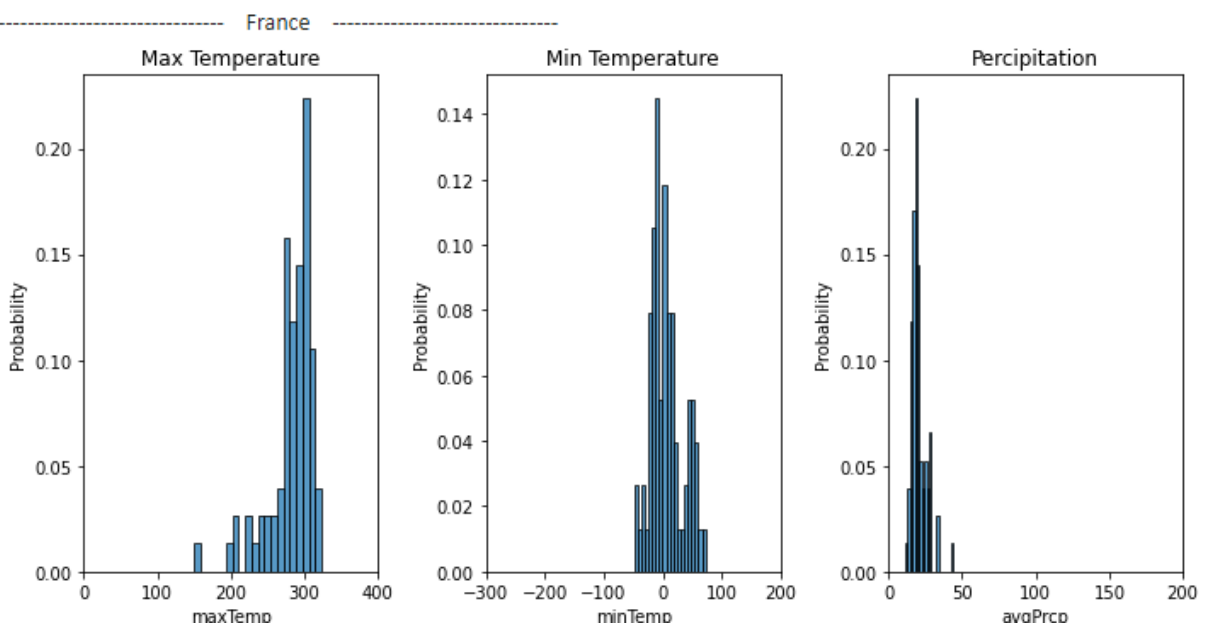 ------------------------------ France ------------------------------
Max Temperature
Probability
0.20
0.15
0.10
0.05
0.00
0 100 200 300 400
maxTemp
Min Temperature
Probability
0.14
0.12
0.10
0.08
0.06
0.04
0.02
0.00
−300 −200 −100 0 100 200
minTemp
Percipitation
Probability
0.20
0.15
0.10
0.05
0.00
0 50 100 150 200
avgPrcp